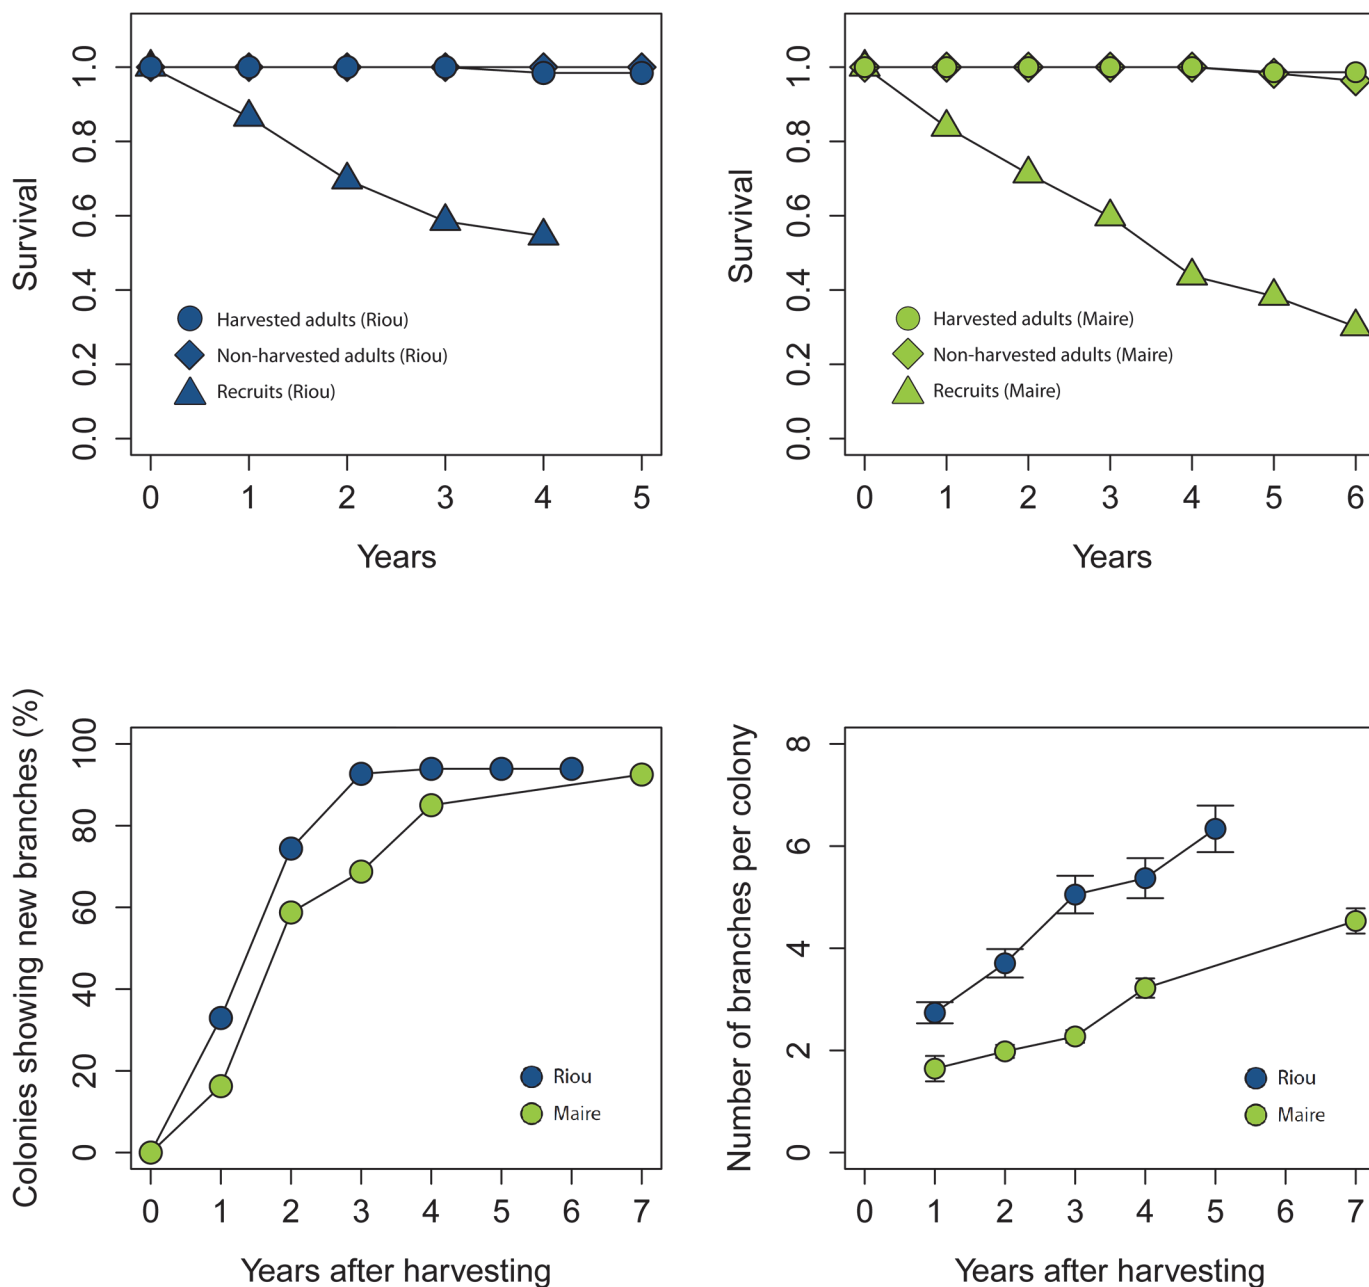 Survival
1.0
0.8
0.6
0.4
0.2
0.0
Harvested adults (Riou)
Non-harvested adults (Riou)
Recruits (Riou)
0 1 2 3 4 5
Years
Survival
1.0
0.8
0.6
0.4
0.2
0.0
Harvested adults (Maire)
Non-harvested adults (Maire)
Recruits (Maire)
0 1 2 3 4 5 6
Years
Colonies showing new branches (%)
100
80
60
40
20
0
Riou
Maire
0 1 2 3 4 5 6 7
Years after harvesting
Number of branches per colony
8
6
4
2
0
Riou
Maire
1 2 3 4 5 6 7
Years after harvesting